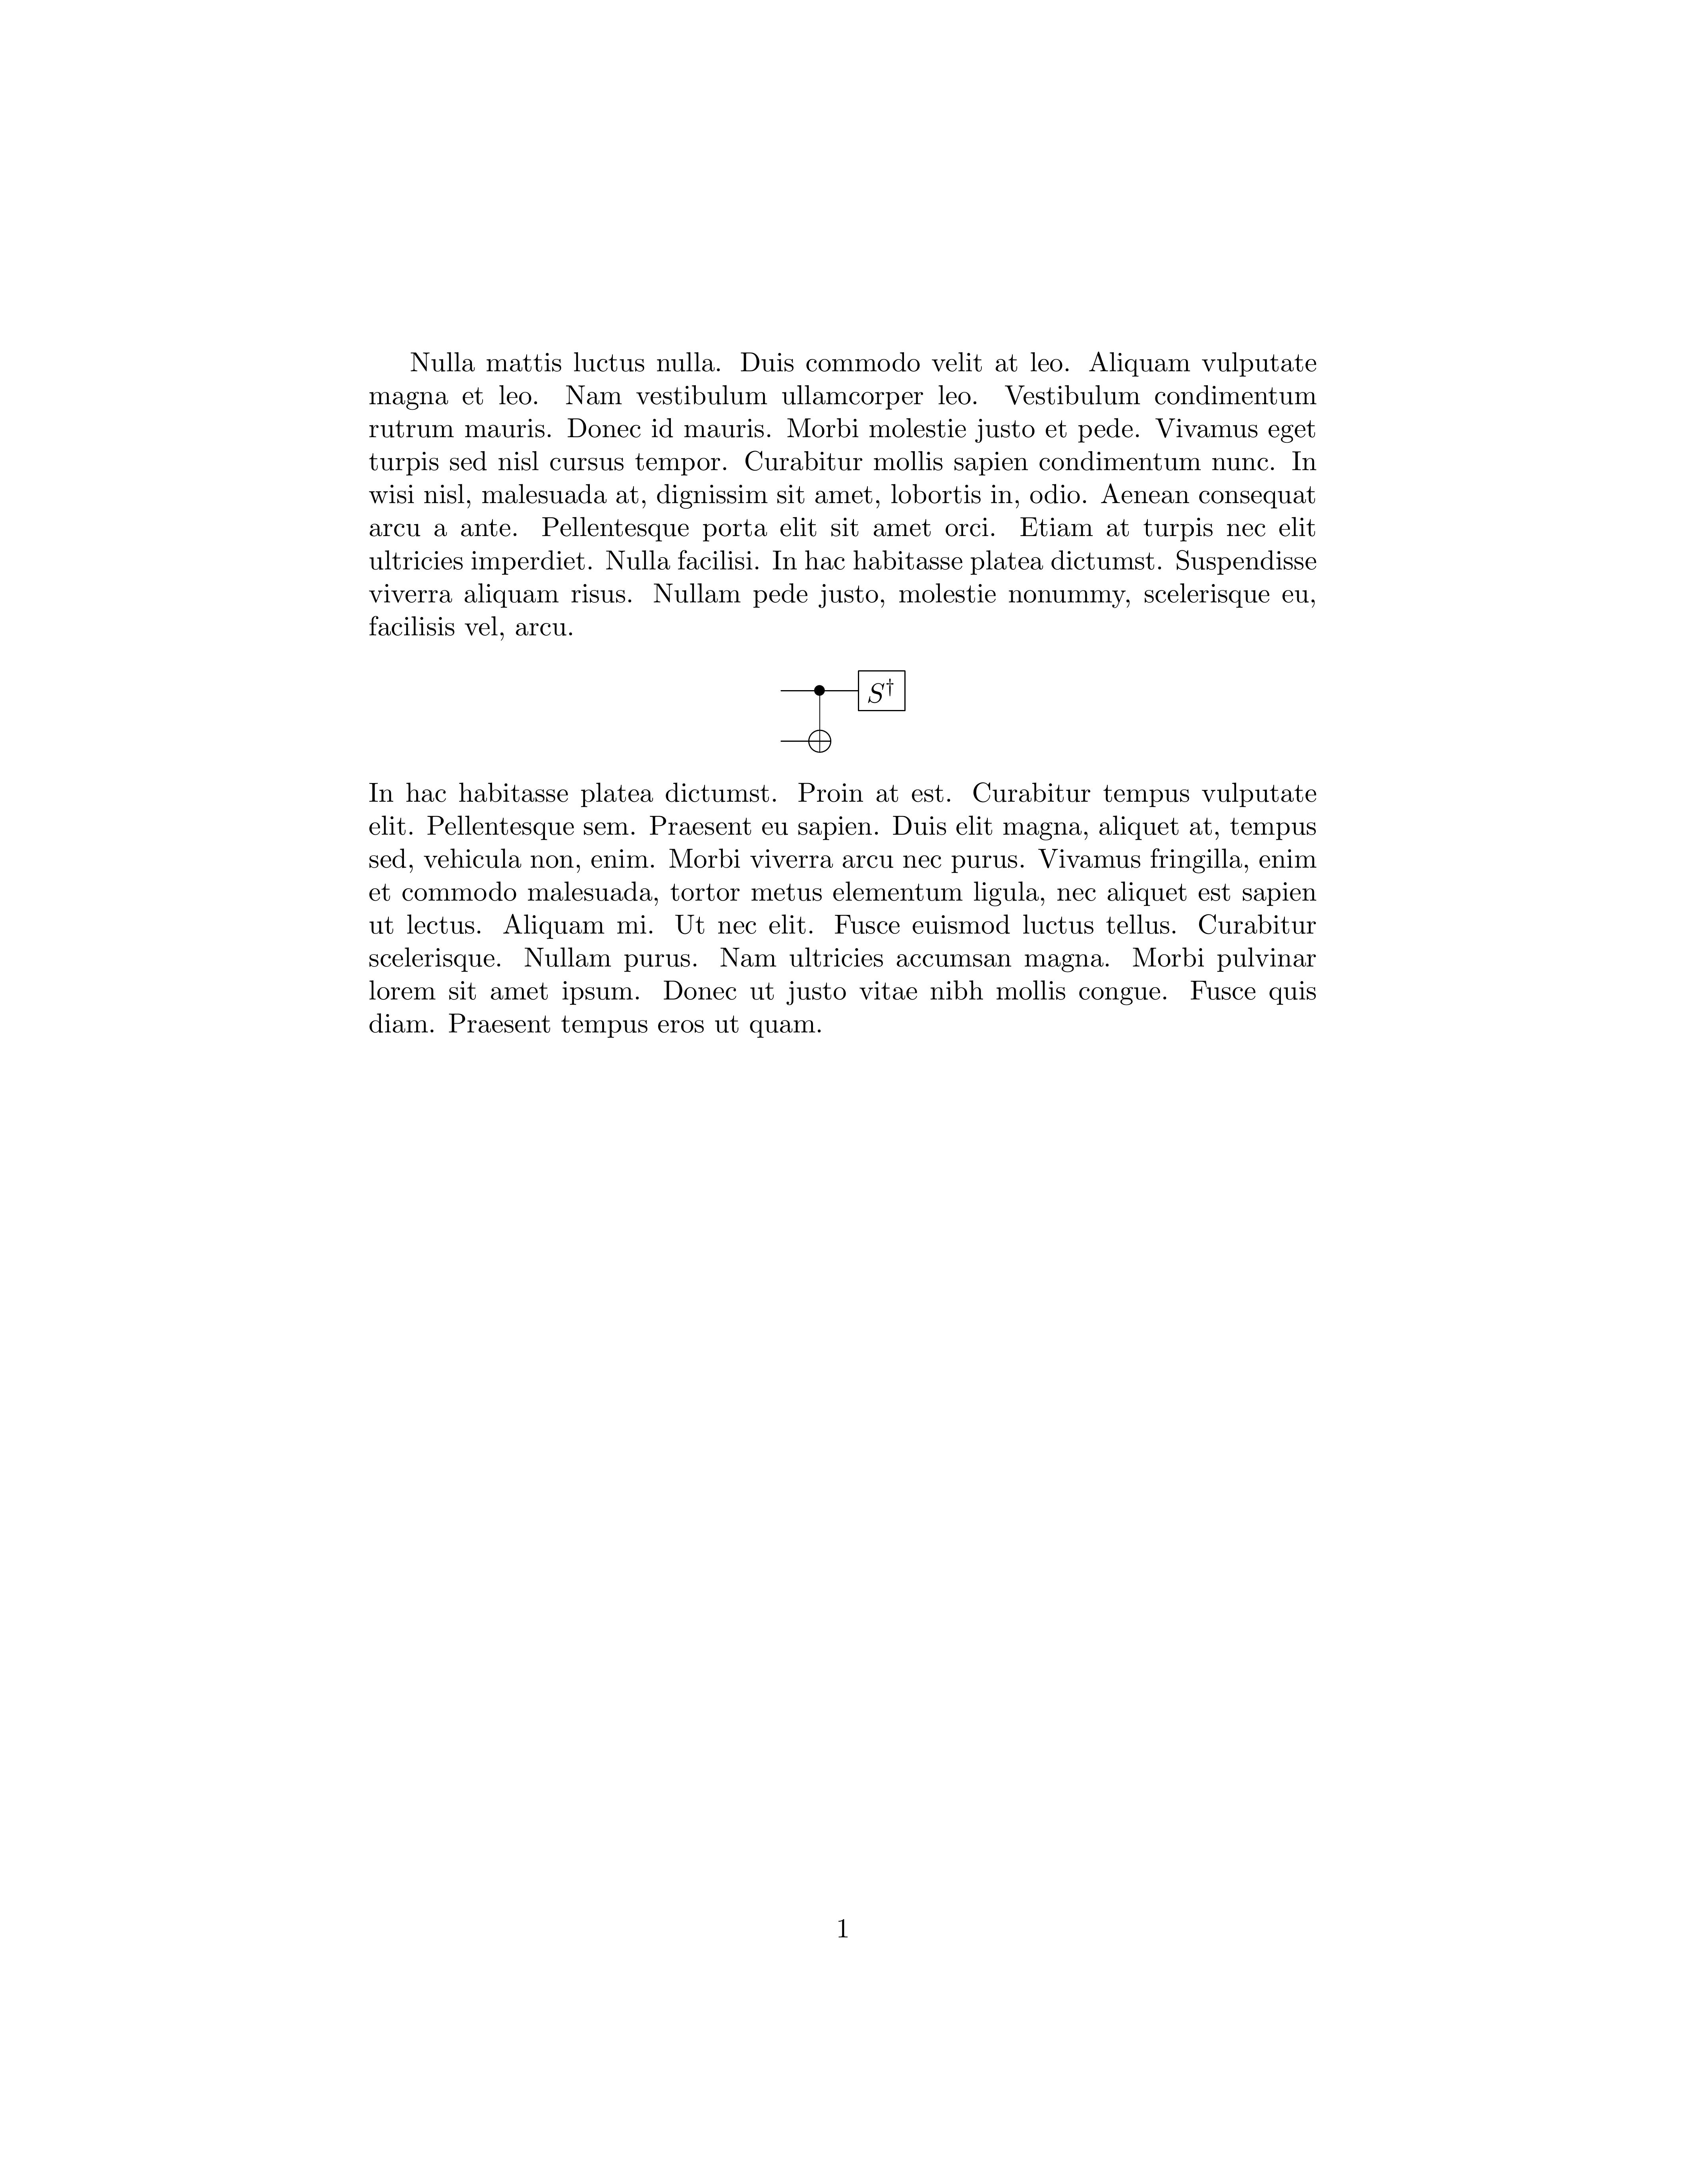 Nulla mattis luctus nulla. Duis commodo velit at leo. Aliquam vulputate
magna et leo. Nam vestibulum ullamcorper leo. Vestibulum condimentum
rutrum mauris. Donec id mauris. Morbi molestie justo et pede. Vivamus eget
turpis sed nisl cursus tempor. Curabitur mollis sapien condimentum nunc. In
wisi nisl, malesuada at, dignissim sit amet, lobortis in, odio. Aenean consequat
arcu a ante. Pellentesque porta elit sit amet orci. Etiam at turpis nec elit
ultricies imperdiet. Nulla facilisi. In hac habitasse platea dictumst. Suspendisse
viverra aliquam risus. Nullam pede justo, molestie nonummy, scelerisque eu,
facilisis vel, arcu.
S†
In hac habitasse platea dictumst. Proin at est. Curabitur tempus vulputate
elit. Pellentesque sem. Praesent eu sapien. Duis elit magna, aliquet at, tempus
sed, vehicula non, enim. Morbi viverra arcu nec purus. Vivamus fringilla, enim
et commodo malesuada, tortor metus elementum ligula, nec aliquet est sapien
ut lectus. Aliquam mi. Ut nec elit. Fusce euismod luctus tellus. Curabitur
scelerisque. Nullam purus. Nam ultricies accumsan magna. Morbi pulvinar
lorem sit amet ipsum. Donec ut justo vitae nibh mollis congue. Fusce quis
diam. Praesent tempus eros ut quam.
1